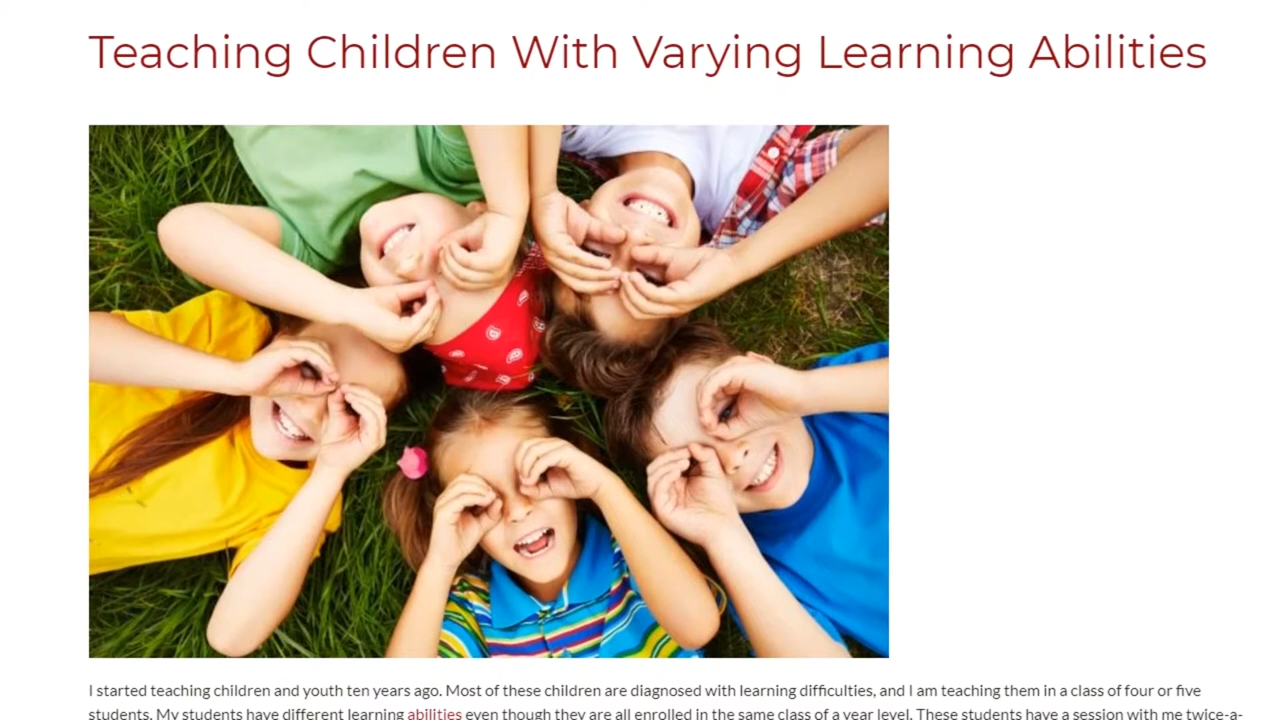 Teaching Children With Varying Learning Abilities
I started teaching children and youth ten years ago. Most of these children are diagnosed with learning difficulties, and I am teaching them in a class of four or five
students. My students have different learning abilities even though they are all enrolled in the same class of a year level. These students have a session with me twice-a-